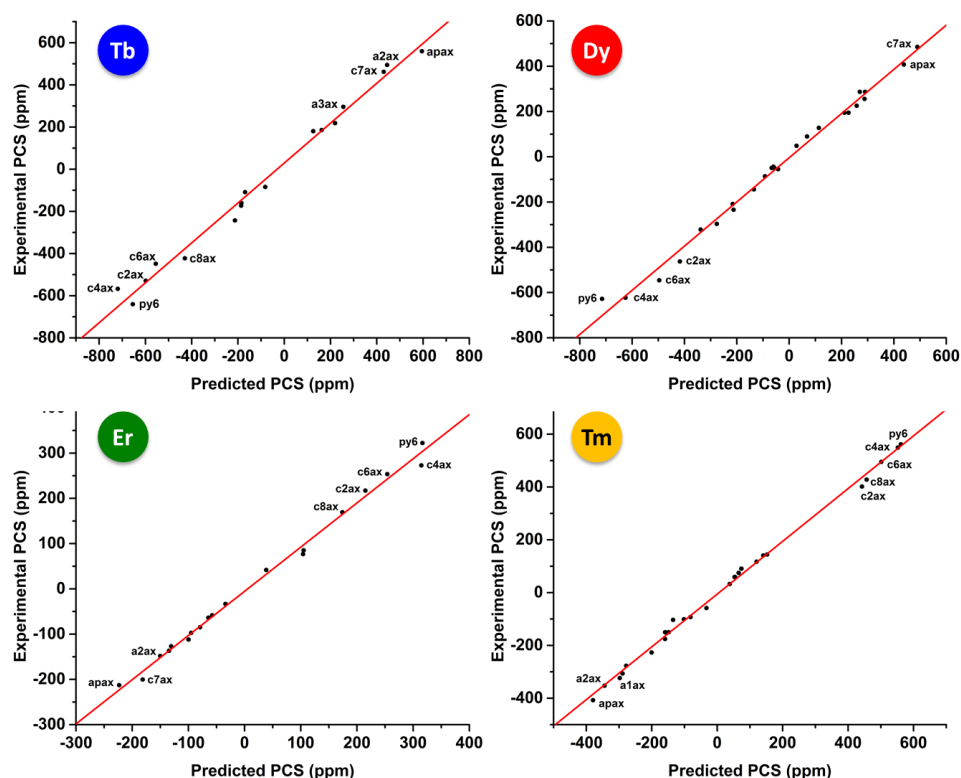 Tb
600
400
200
0
-200
-400
-600
-800
Experimental PCS (ppm)
a2ax
apax
c7ax
a3ax
c6ax
c8ax
c2ax
c4ax
py6
-800 -600 -400 -200 0 200 400 600 800
Predicted PCS (ppm)
Dy
600
400
200
0
-200
-400
-600
-800
Experimental PCS (ppm)
c7ax
apax
c2ax
c6ax
py6
c4ax
-800 -600 -400 -200 0 200 400 600
Predicted PCS (ppm)
Er
300
200
100
0
-100
-200
-300
Experimental PCS (ppm)
py6
c4ax
c6ax
c2ax
c8ax
a2ax
apax
c7ax
-300 -200 -100 0 100 200 300 400
Predicted PCS (ppm)
Tm
600
400
200
0
-200
-400
Experimental PCS (ppm)
py6
c4ax
c6ax
c8ax
c2ax
a2ax
a1ax
apax
-400 -200 0 200 400 600
Predicted PCS (ppm)